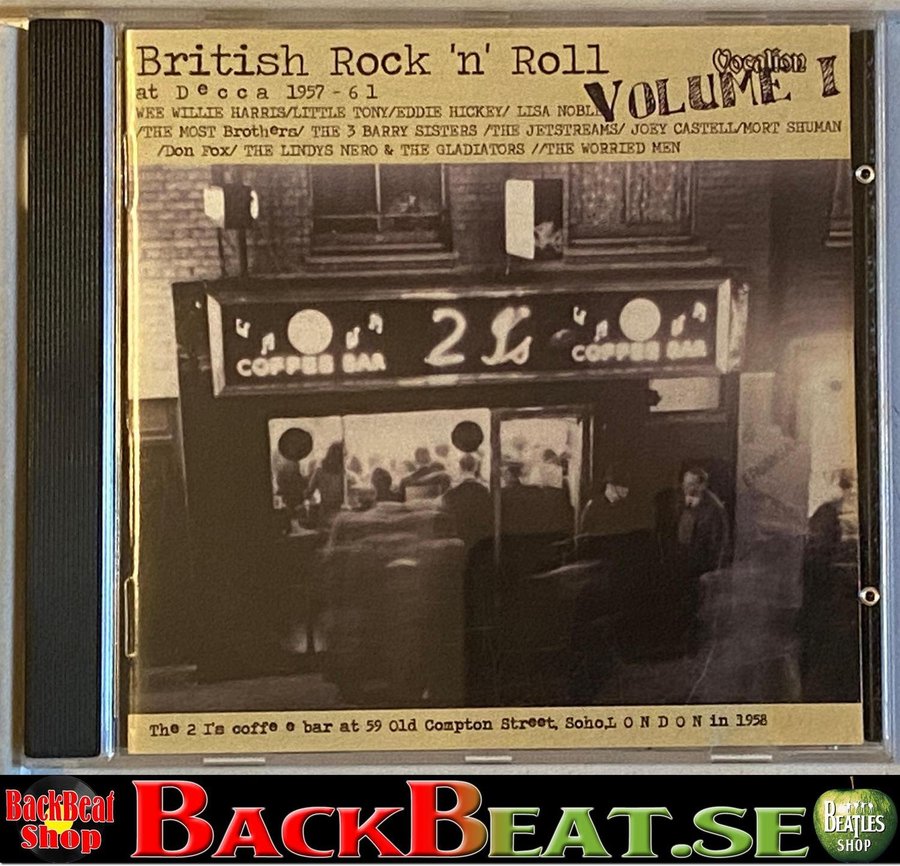 British Rock 'n' Roll
Vocalion
at Decca 1957 - 61
VOLUME 1
WEE WILLIE HARRIS/LITTLE TONY/EDDIE HICKEY/ LISA NOBLE
/THE MOST Brothers/ THE 3 BARRY SISTERS /THE JETSTREAMS/ JOEY CASTELL/MORT SHUMAN
/Don Fox/ THE LINDYS NERO & THE GLADIATORS //THE WORRIED MEN
COFFEE BAR 2 I's COFFEE BAR
The 2 I's coffe e bar at 59 Old Compton Street, Soho,L O N D O N in 1958
BackBeat
Shop
BACKBEAT.SE
BEATLES
SHOP